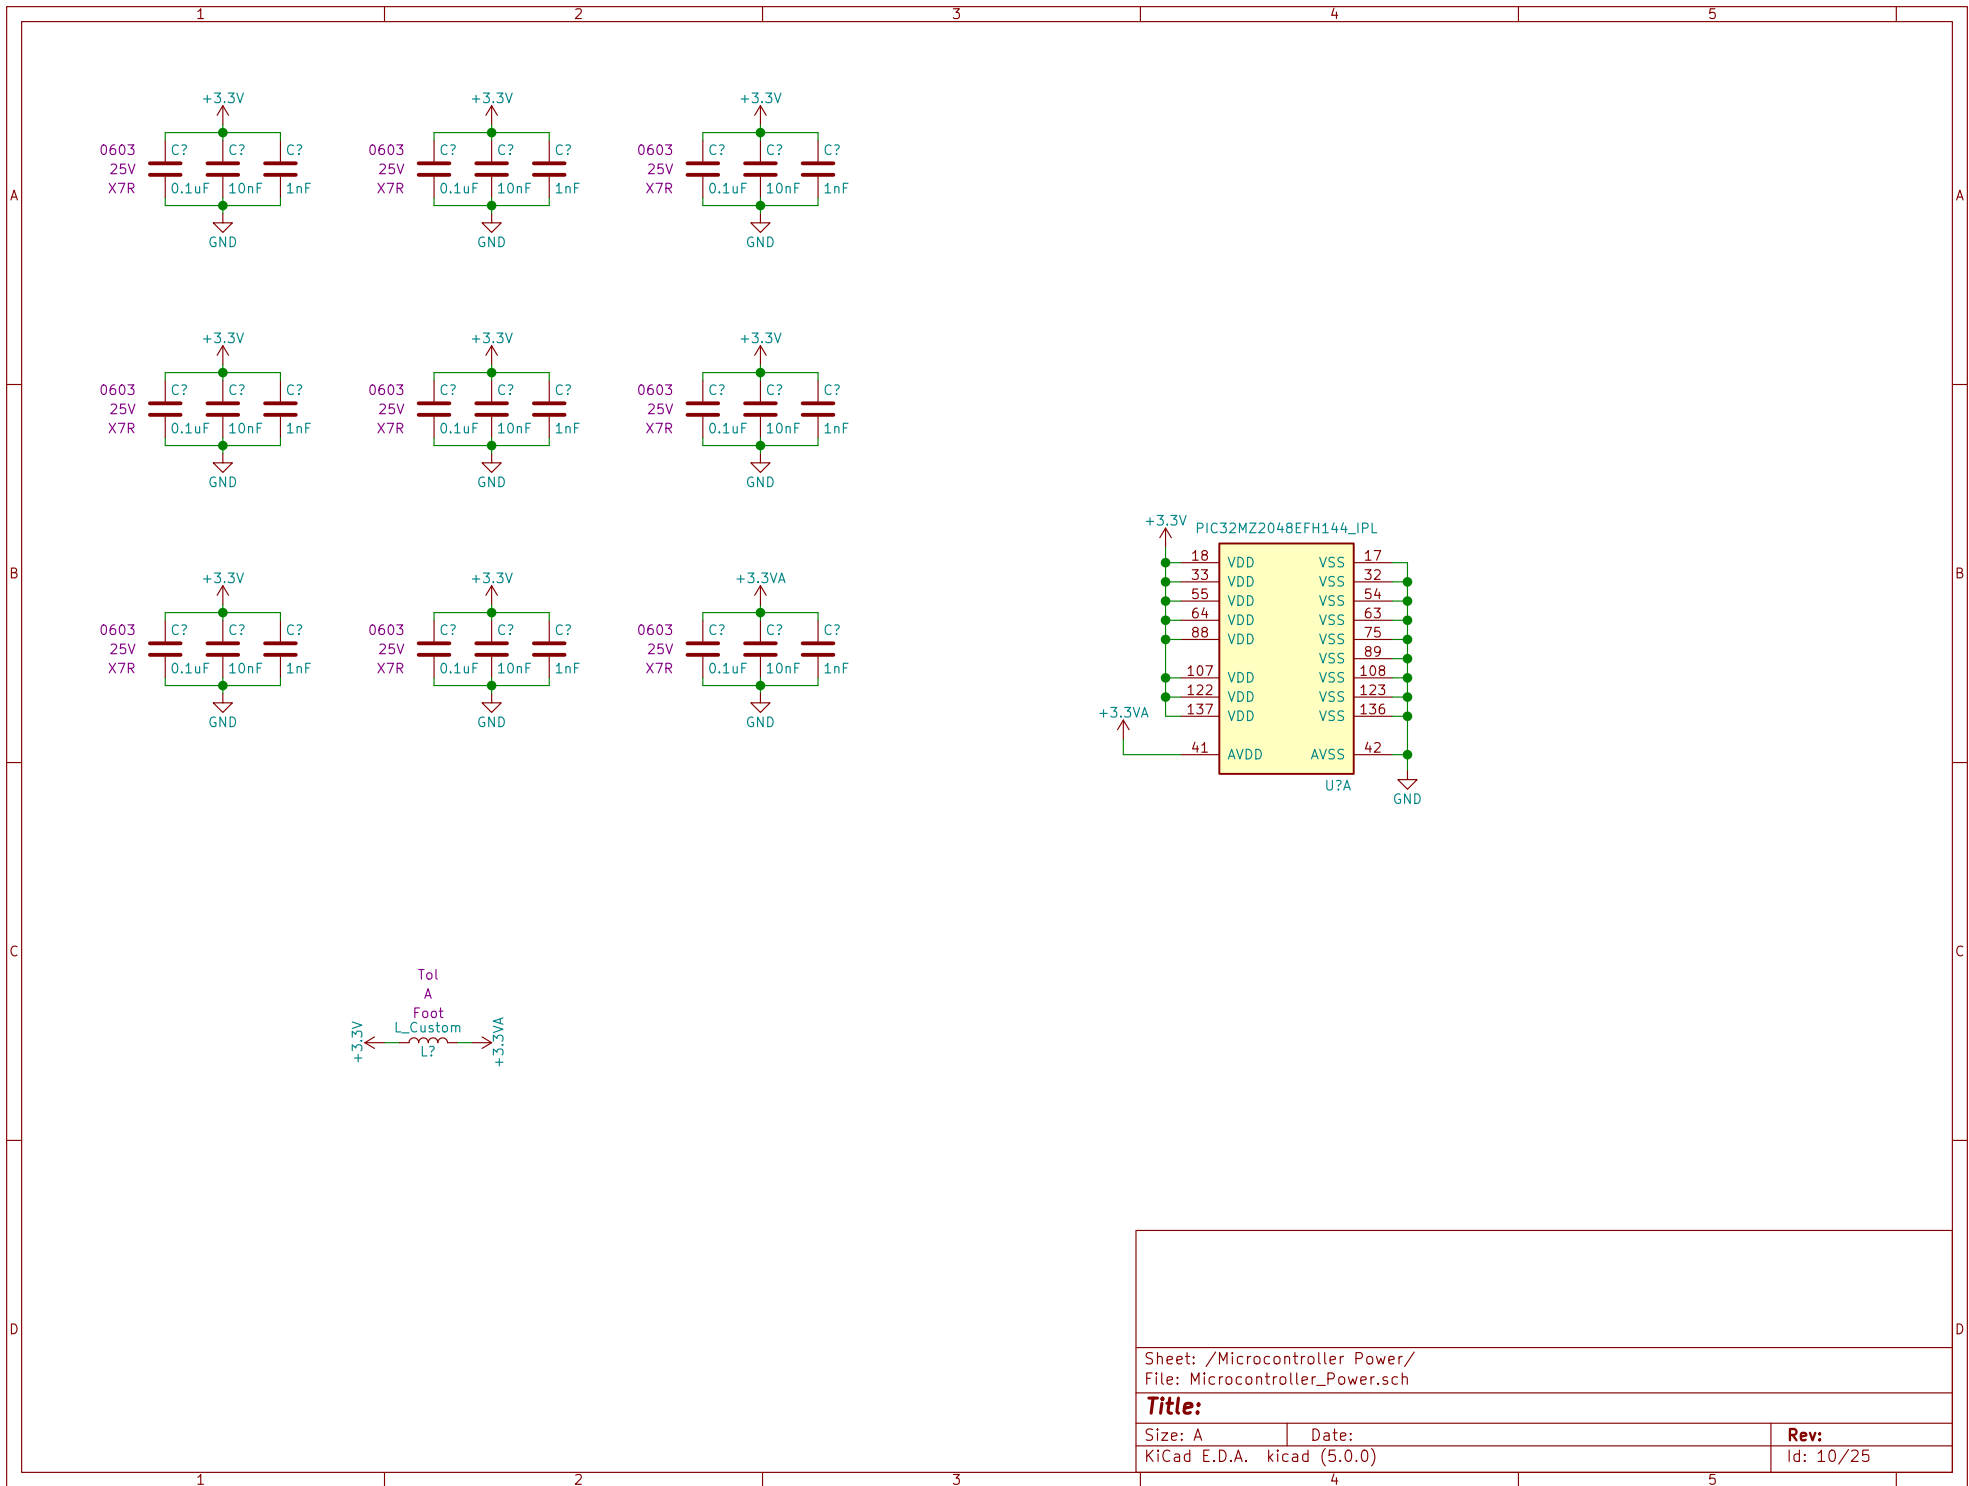 1 2 3 4 5
+3.3V +3.3V +3.3V
0603 C? C? C? 0603 C? C? C? 0603 C? C? C?
25V 25V 25V
X7R 0.1uF 10nF 1nF X7R 0.1uF 10nF 1nF X7R 0.1uF 10nF 1nF
A A
GND GND GND
+3.3V +3.3V +3.3V
0603 C? C? C? 0603 C? C? C? 0603 C? C? C?
25V 25V 25V
X7R 0.1uF 10nF 1nF X7R 0.1uF 10nF 1nF X7R 0.1uF 10nF 1nF
GND GND GND
+3.3V PIC32MZ2048EFH144_IPL
18 VDD VSS 17
B B
+3.3V +3.3V +3.3VA
33 VDD VSS 32
55 VDD VSS 54
64 VDD VSS 63
0603 C? C? C? 0603 C? C? C? 0603 C? C? C?
88 VDD VSS 75
25V 25V 25V
VSS 89
X7R 0.1uF 10nF 1nF X7R 0.1uF 10nF 1nF X7R 0.1uF 10nF 1nF
107 VDD VSS 108
122 VDD VSS 123
+3.3VA
137 VDD VSS 136
GND GND GND
41 AVDD AVSS 42
U?A
GND
C C
Tol
A
Foot
L_Custom
+3.3V +3.3VA
L?
D D
Sheet: /Microcontroller Power/
File: Microcontroller_Power.sch
Title:
Size: A Date: Rev:
KiCad E.D.A. kicad (5.0.0) Id: 10/25
1 2 3 4 5